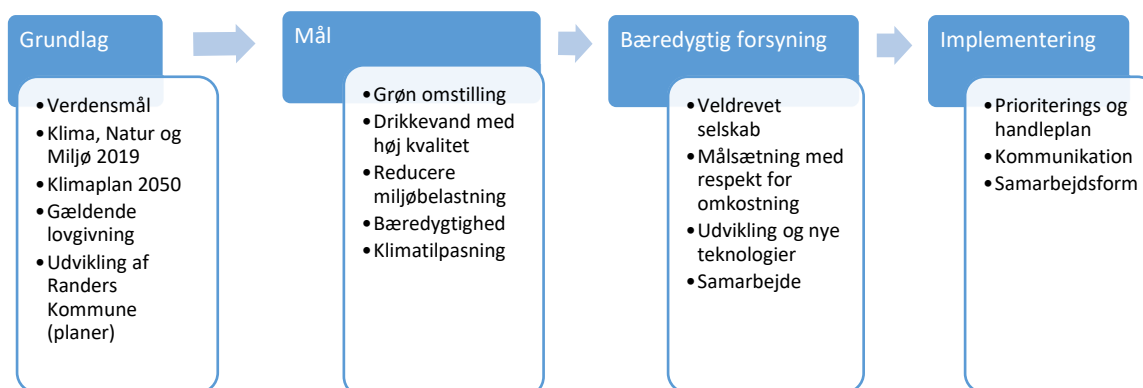 Grundlag
•Verdensmål
•Klima, Natur og
Miljø 2019
•Klimaplan 2050
•Gældende
lovgivning
•Udvikling af
Randers
Kommune
(planer)
Mål
•Grøn omstilling
•Drikkevand med
høj kvalitet
•Reducere
miljøbelastning
•Bæredygtighed
•Klimatilpasning
Bæredygtig forsyning
•Veldrevet
selskab
•Målsætning med
respekt for
omkostning
•Udvikling og nye
teknologier
•Samarbejde
Implementering
•Prioriterings og
handleplan
•Kommunikation
•Samarbejdsform